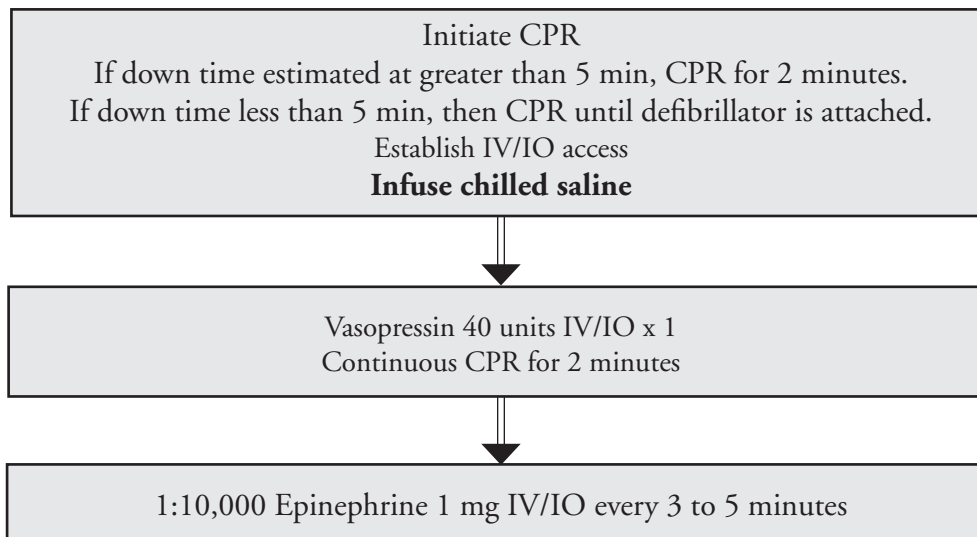 Initiate CPR
If down time estimated at greater than 5 min, CPR for 2 minutes.
If down time less than 5 min, then CPR until defibrillator is attached.
Establish IV/IO access
Infuse chilled saline
Vasopressin 40 units IV/IO x 1
Continuous CPR for 2 minutes
1:10,000 Epinephrine 1 mg IV/IO every 3 to 5 minutes